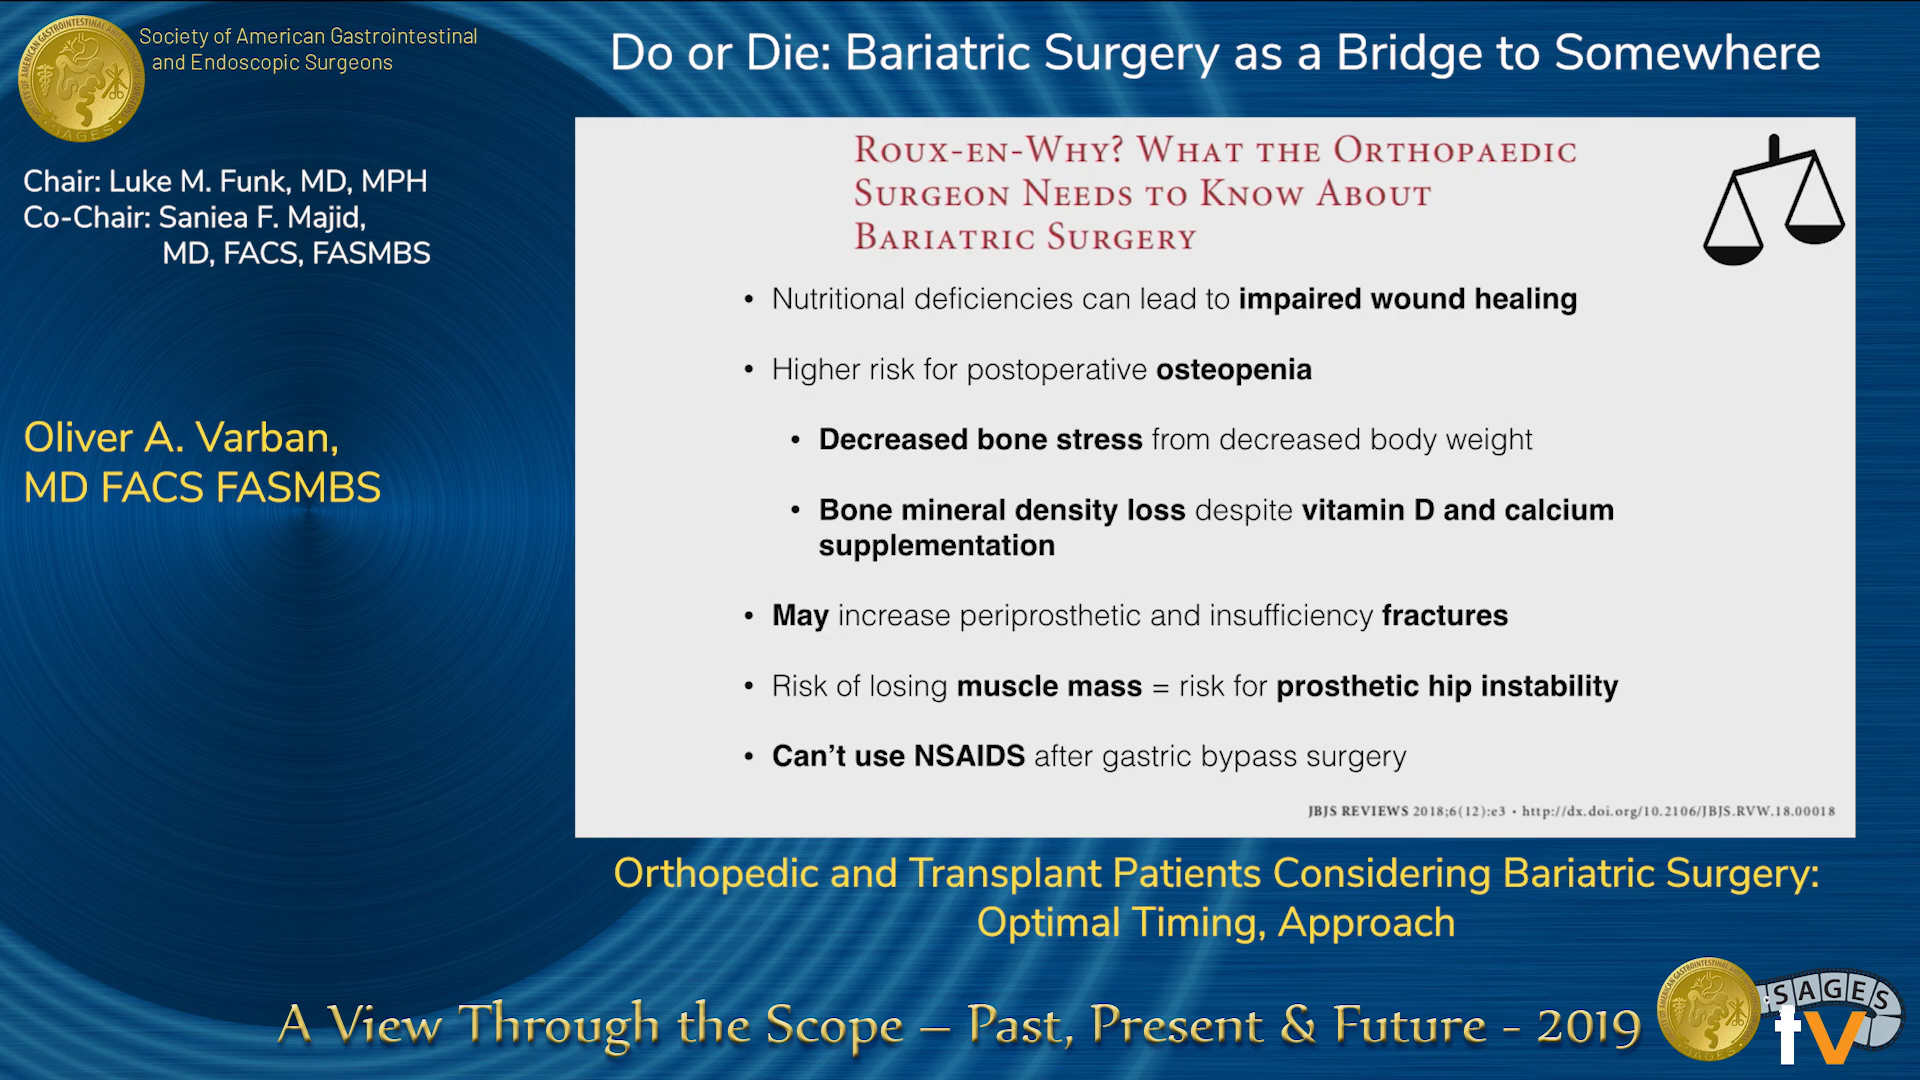 Society of American Gastrointestinal
and Endoscopic Surgeons
Do or Die: Bariatric Surgery as a Bridge to Somewhere
Chair: Luke M. Funk, MD, MPH
Co-Chair: Saniea F. Majid,
MD, FACS, FASMBS
Oliver A. Varban,
MD FACS FASMBS
Roux-en-Why? What the Orthopaedic
Surgeon Needs to Know About
Bariatric Surgery
• Nutritional deficiencies can lead to impaired wound healing
• Higher risk for postoperative osteopenia
• Decreased bone stress from decreased body weight
• Bone mineral density loss despite vitamin D and calcium
supplementation
• May increase periprosthetic and insufficiency fractures
• Risk of losing muscle mass = risk for prosthetic hip instability
• Can't use NSAIDS after gastric bypass surgery
JBJS REVIEWS 2018;6(12):e3 • http://dx.doi.org/10.2106/JBJS.RVW.18.00018
Orthopedic and Transplant Patients Considering Bariatric Surgery:
Optimal Timing, Approach
A View Through the Scope – Past, Present & Future - 2019
SAGES
tv